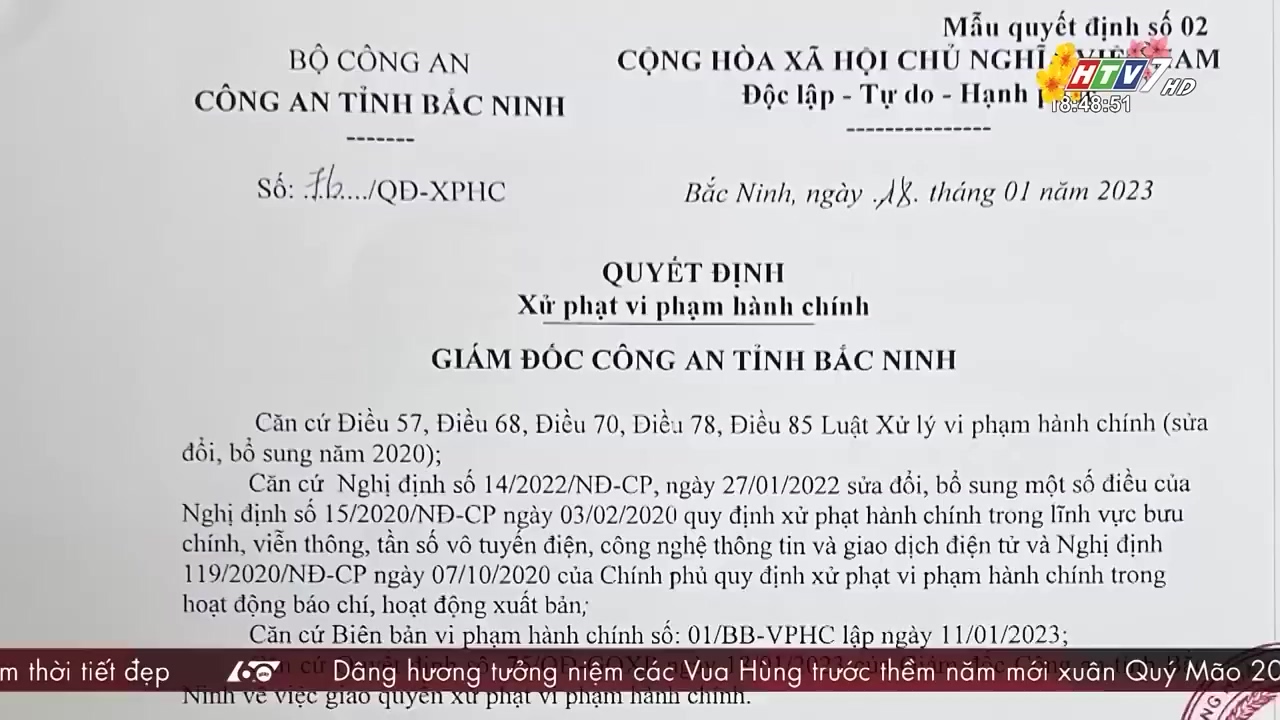 Mẫu quyết định số 02
BỘ CÔNG AN
CÔNG AN TỈNH BẮC NINH
CỘNG HÒA XÃ HỘI CHỦ NGHĨA VIỆT NAM
Độc lập - Tự do - Hạnh
HTV7 HD
18:48:51
Số: /QĐ-XPHC
Bắc Ninh, ngày 18 tháng 01 năm 2023
QUYẾT ĐỊNH
Xử phạt vi phạm hành chính
GIÁM ĐỐC CÔNG AN TỈNH BẮC NINH
Căn cứ Điều 57, Điều 68, Điều 70, Điều 78, Điều 85 Luật Xử lý vi phạm hành chính (sửa
đổi, bổ sung năm 2020);
Căn cứ Nghị định số 14/2022/NĐ-CP, ngày 27/01/2022 sửa đổi, bổ sung một số điều của
Nghị định số 15/2020/NĐ-CP ngày 03/02/2020 quy định xử phạt hành chính trong lĩnh vực bưu
chính, viễn thông, tần số vô tuyến điện, công nghệ thông tin và giao dịch điện tử và Nghị định
119/2020/NĐ-CP ngày 07/10/2020 của Chính phủ quy định xử phạt vi phạm hành chính trong
hoạt động báo chí, hoạt động xuất bản;
Căn cứ Biên bản vi phạm hành chính số: 01/BB-VPHC lập ngày 11/01/2023;
thời tiết đẹp
60 Dâng hương tưởng niệm các Vua Hùng trước thềm năm mới xuân Quý Mão 20
Ninh về việc giao quyền xử phạt vi phạm hành chính.